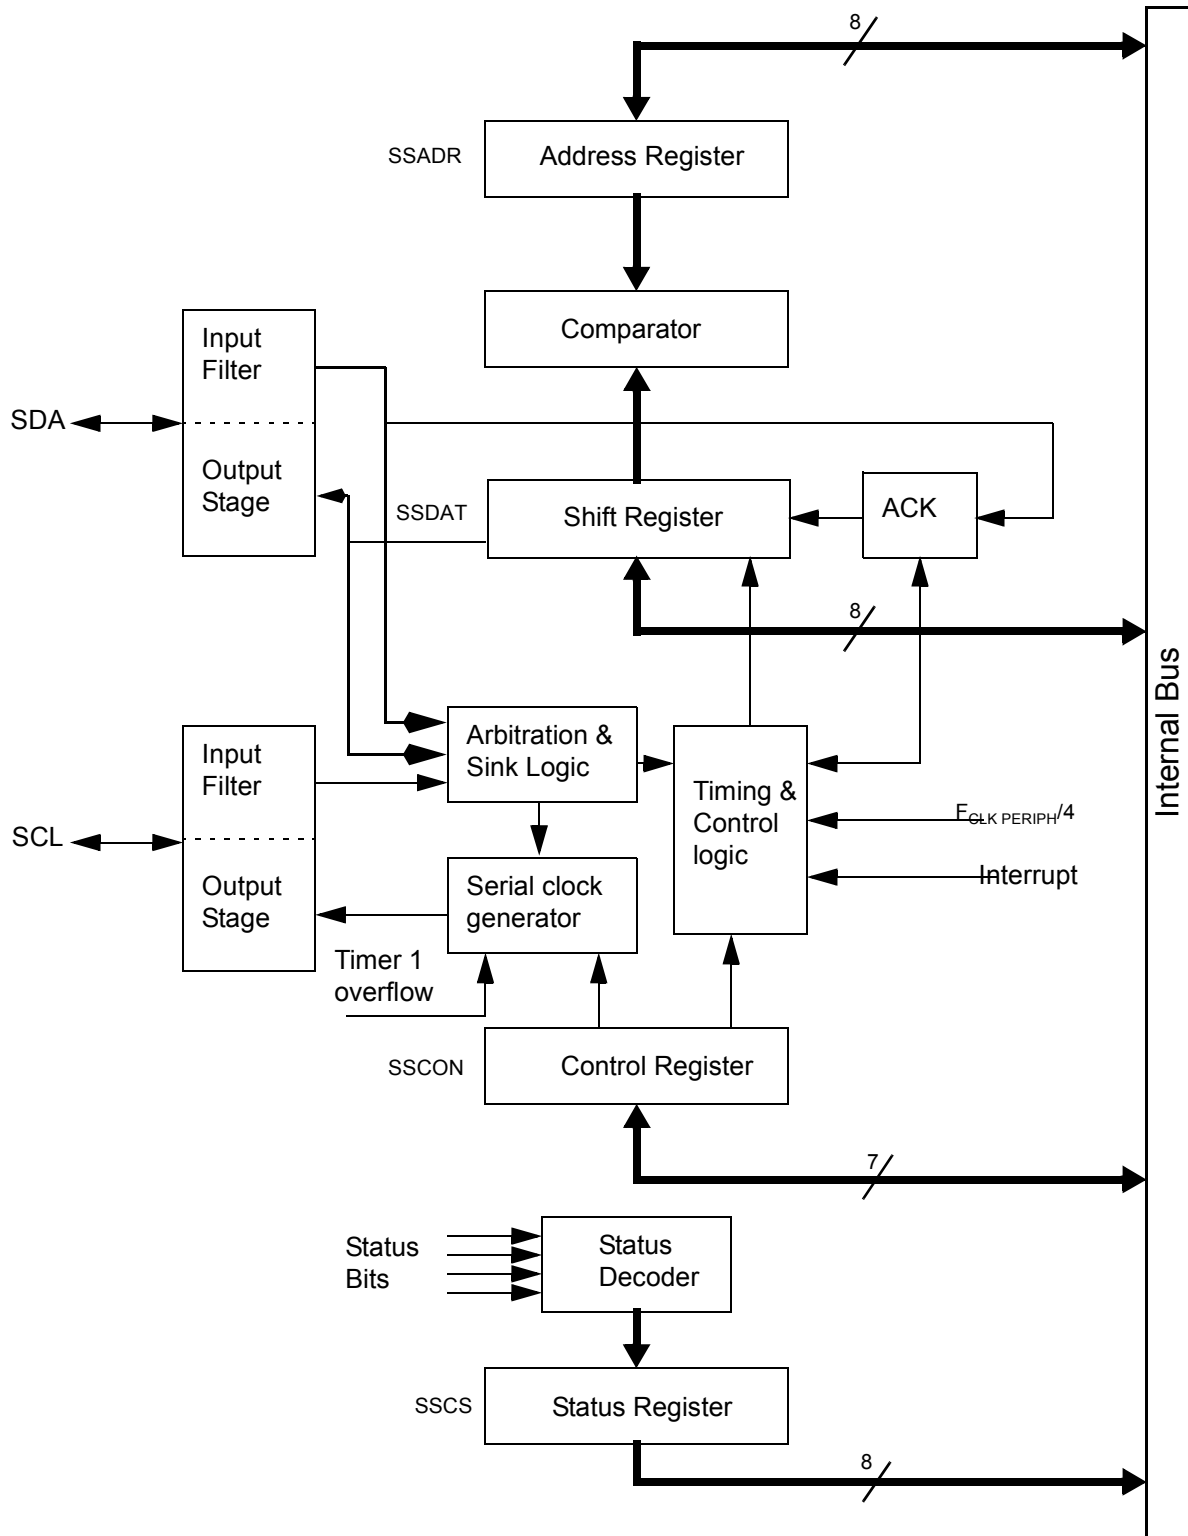 8
SSADR
Address Register
Comparator
Input
Filter
SDA
Output
Stage
SSDAT
Shift Register
ACK
8
Internal Bus
Input
Filter
SCL
Output
Stage
Arbitration &
Sink Logic
Timing &
Control
logic
FCLK PERIPH/4
Interrupt
Serial clock
generator
Timer 1
overflow
SSCON
Control Register
7
Status
Bits
Status
Decoder
SSCS
Status Register
8